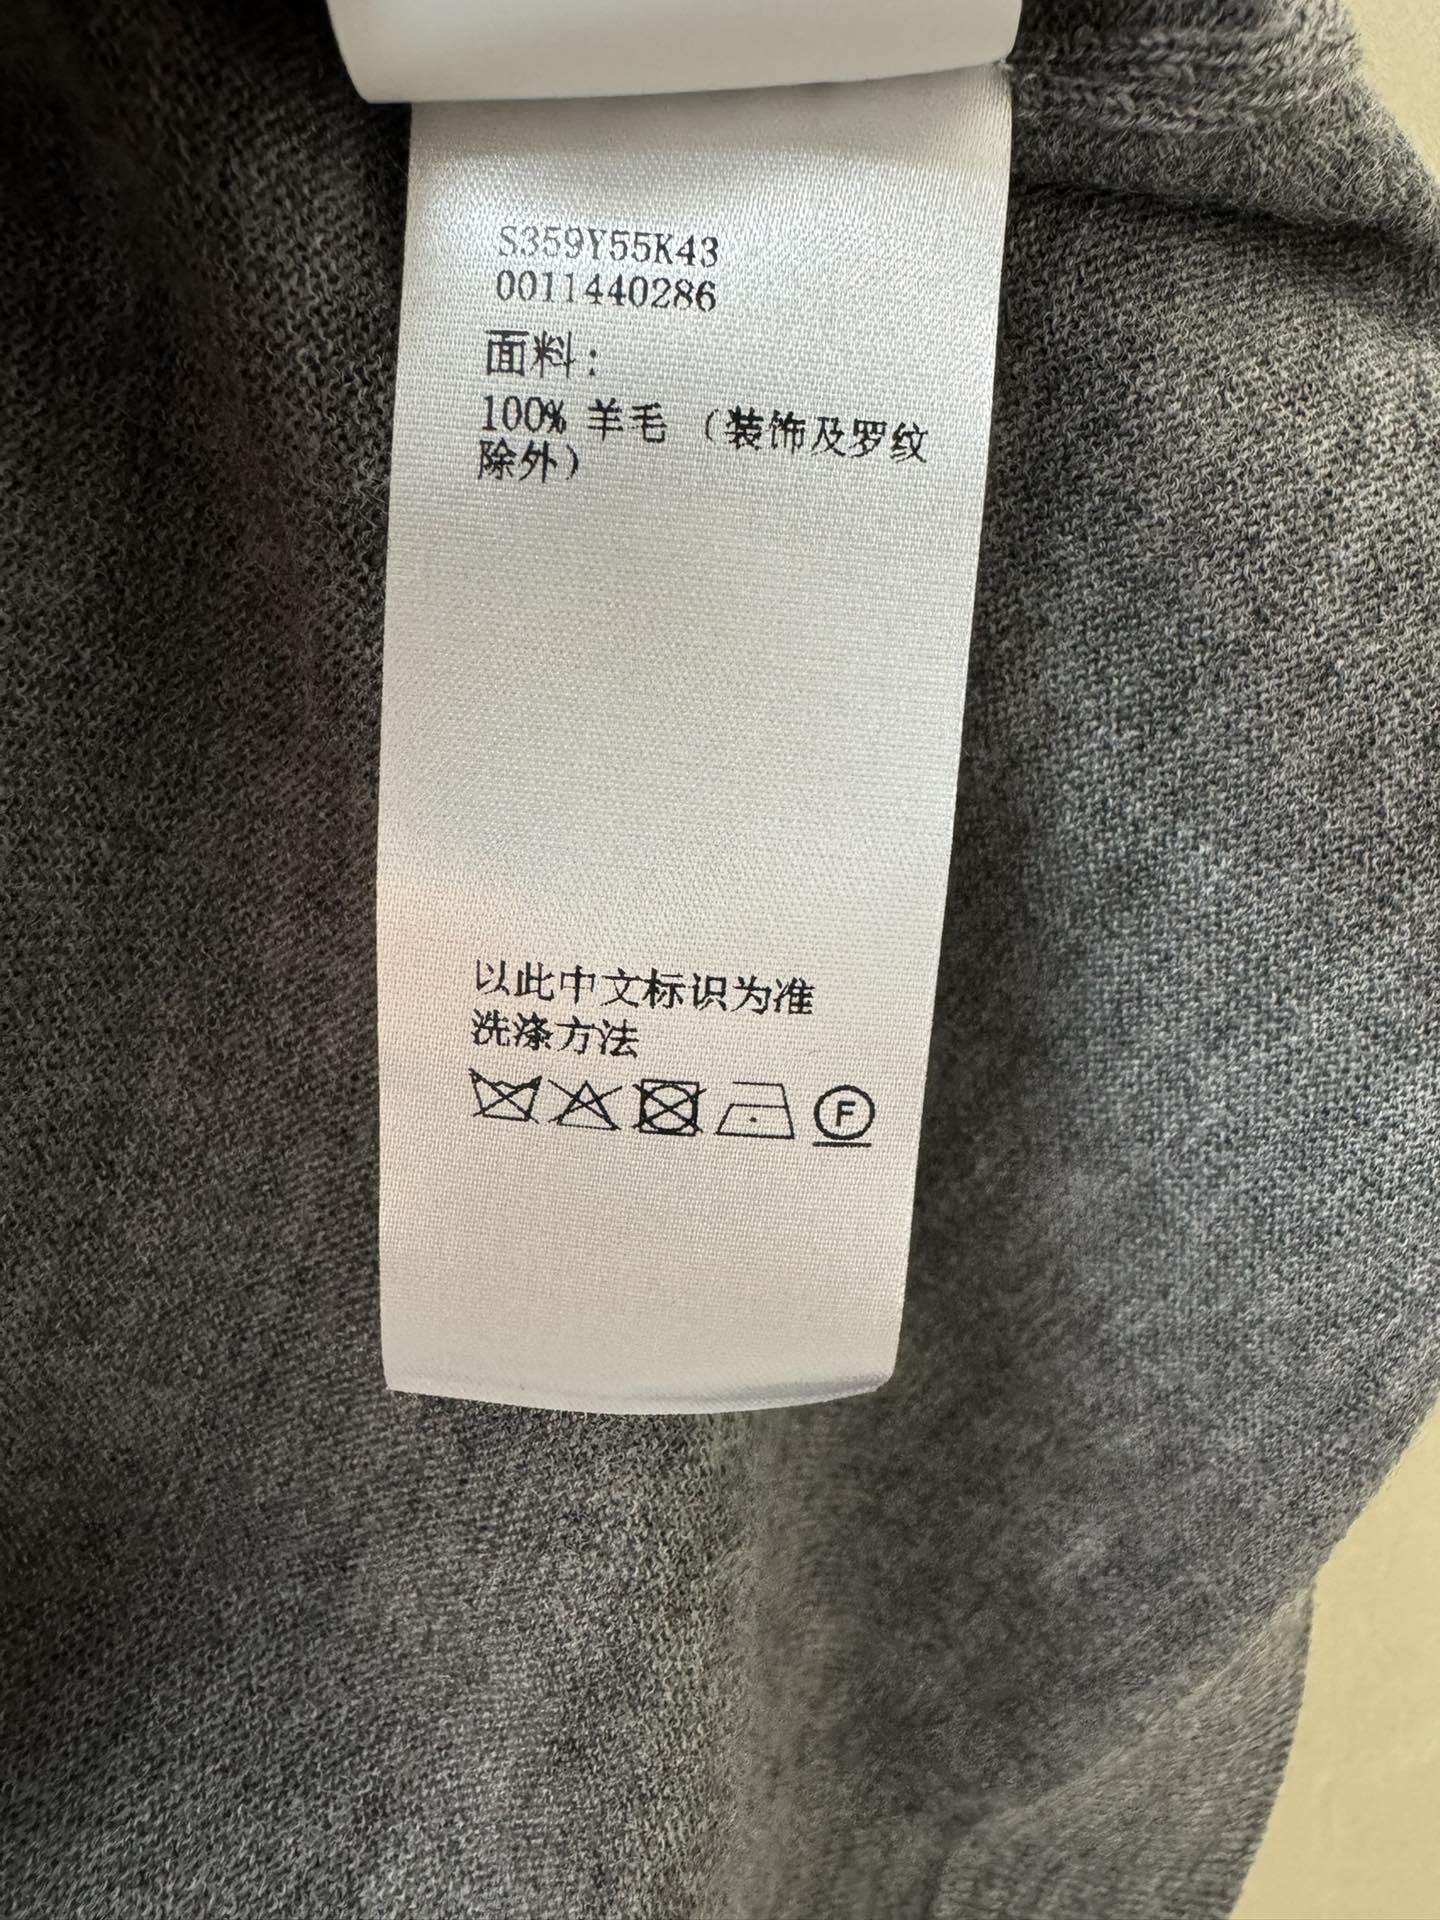 S359Y55K43
0011440286
面料：
100% 羊毛 （装饰及罗纹
除外）
以此中文标识为准
洗涤方法
F